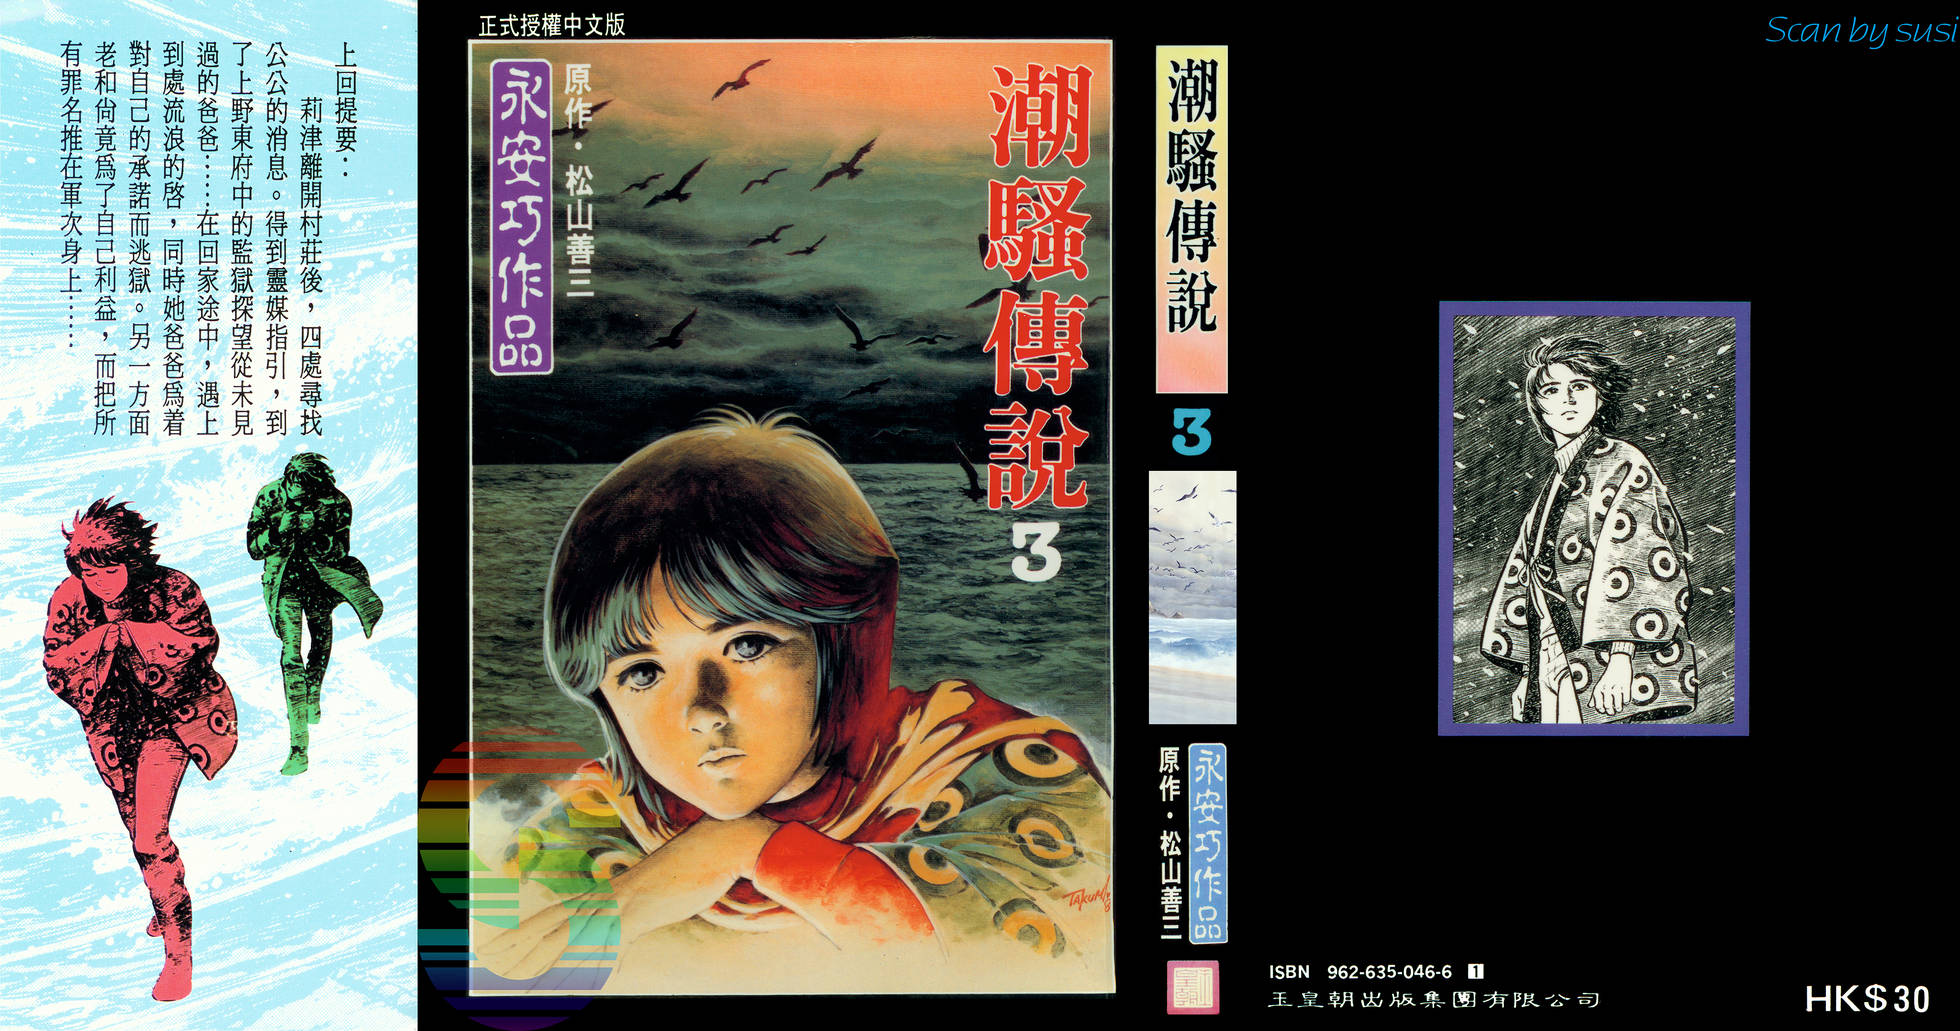 上回提要：
莉津離開村莊後，四處尋找
公公的消息。得到靈媒指引，到
了上野東府中的監獄探望從未見
過的爸爸……在回家途中，遇上
到處流浪的啓，同時她爸爸爲着
對自己的承諾而逃獄。另一方面
老和尙竟爲了自己利益，而把所
有罪名推在軍次身上……
正式授權中文版
潮騷傳說
3
原作·松山善三
永安巧作品
TAKUMI
潮騷傳說
3
永安巧作品
原作·松山善三
玉皇朝
Scan by susi
ISBN 962-635-046-6 1
玉皇朝出版集團有限公司
HK$30